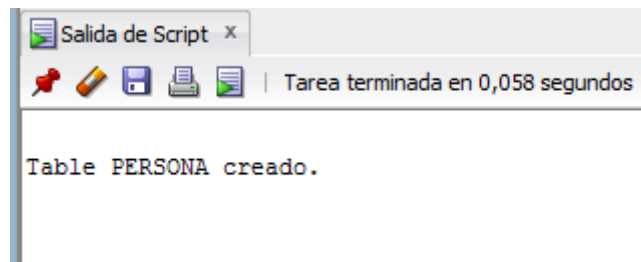 Salida de Script x
Tarea terminada en 0,058 segundos
Table PERSONA creado.